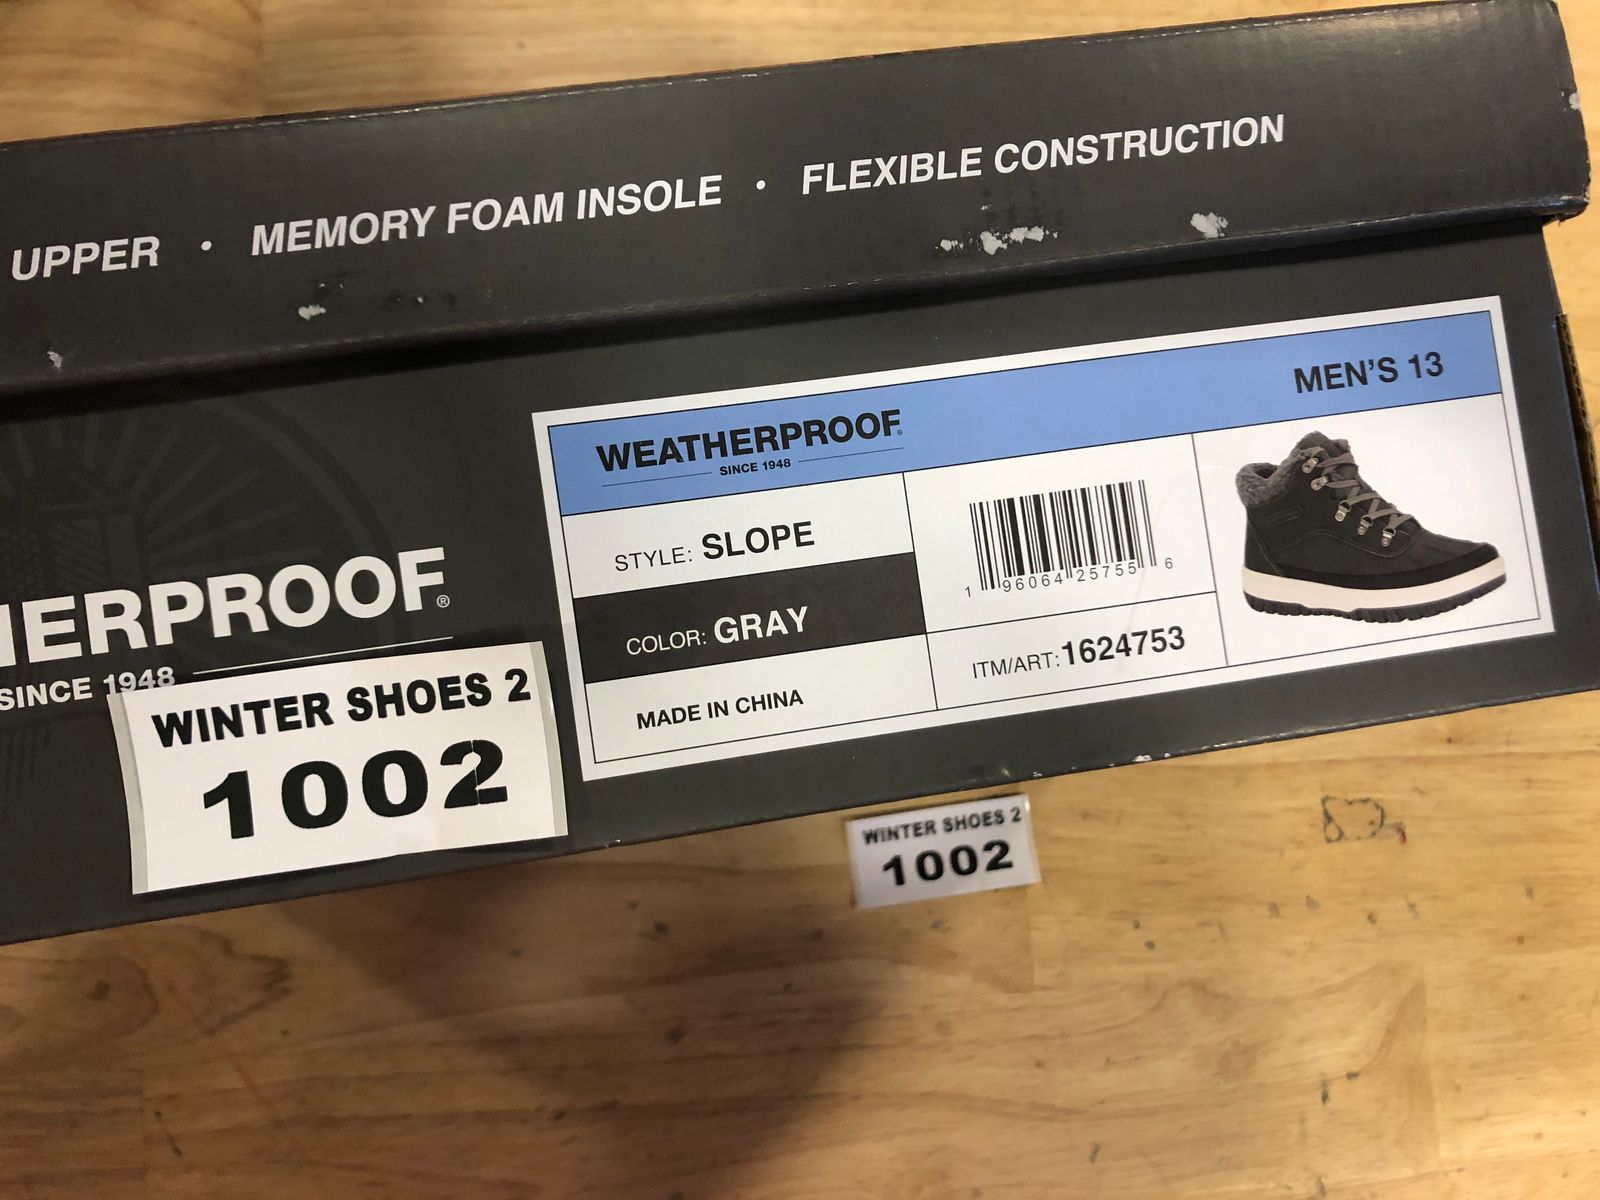 UPPER • MEMORY FOAM INSOLE • FLEXIBLE CONSTRUCTION
WEATHERPROOF®
SINCE 1948
MEN'S 13
STYLE: SLOPE
COLOR: GRAY
MADE IN CHINA
1 96064 25755 6
ITM/ART: 1624753
HERPROOF®
SINCE 1948
WINTER SHOES 2
1002
WINTER SHOES 2
1002